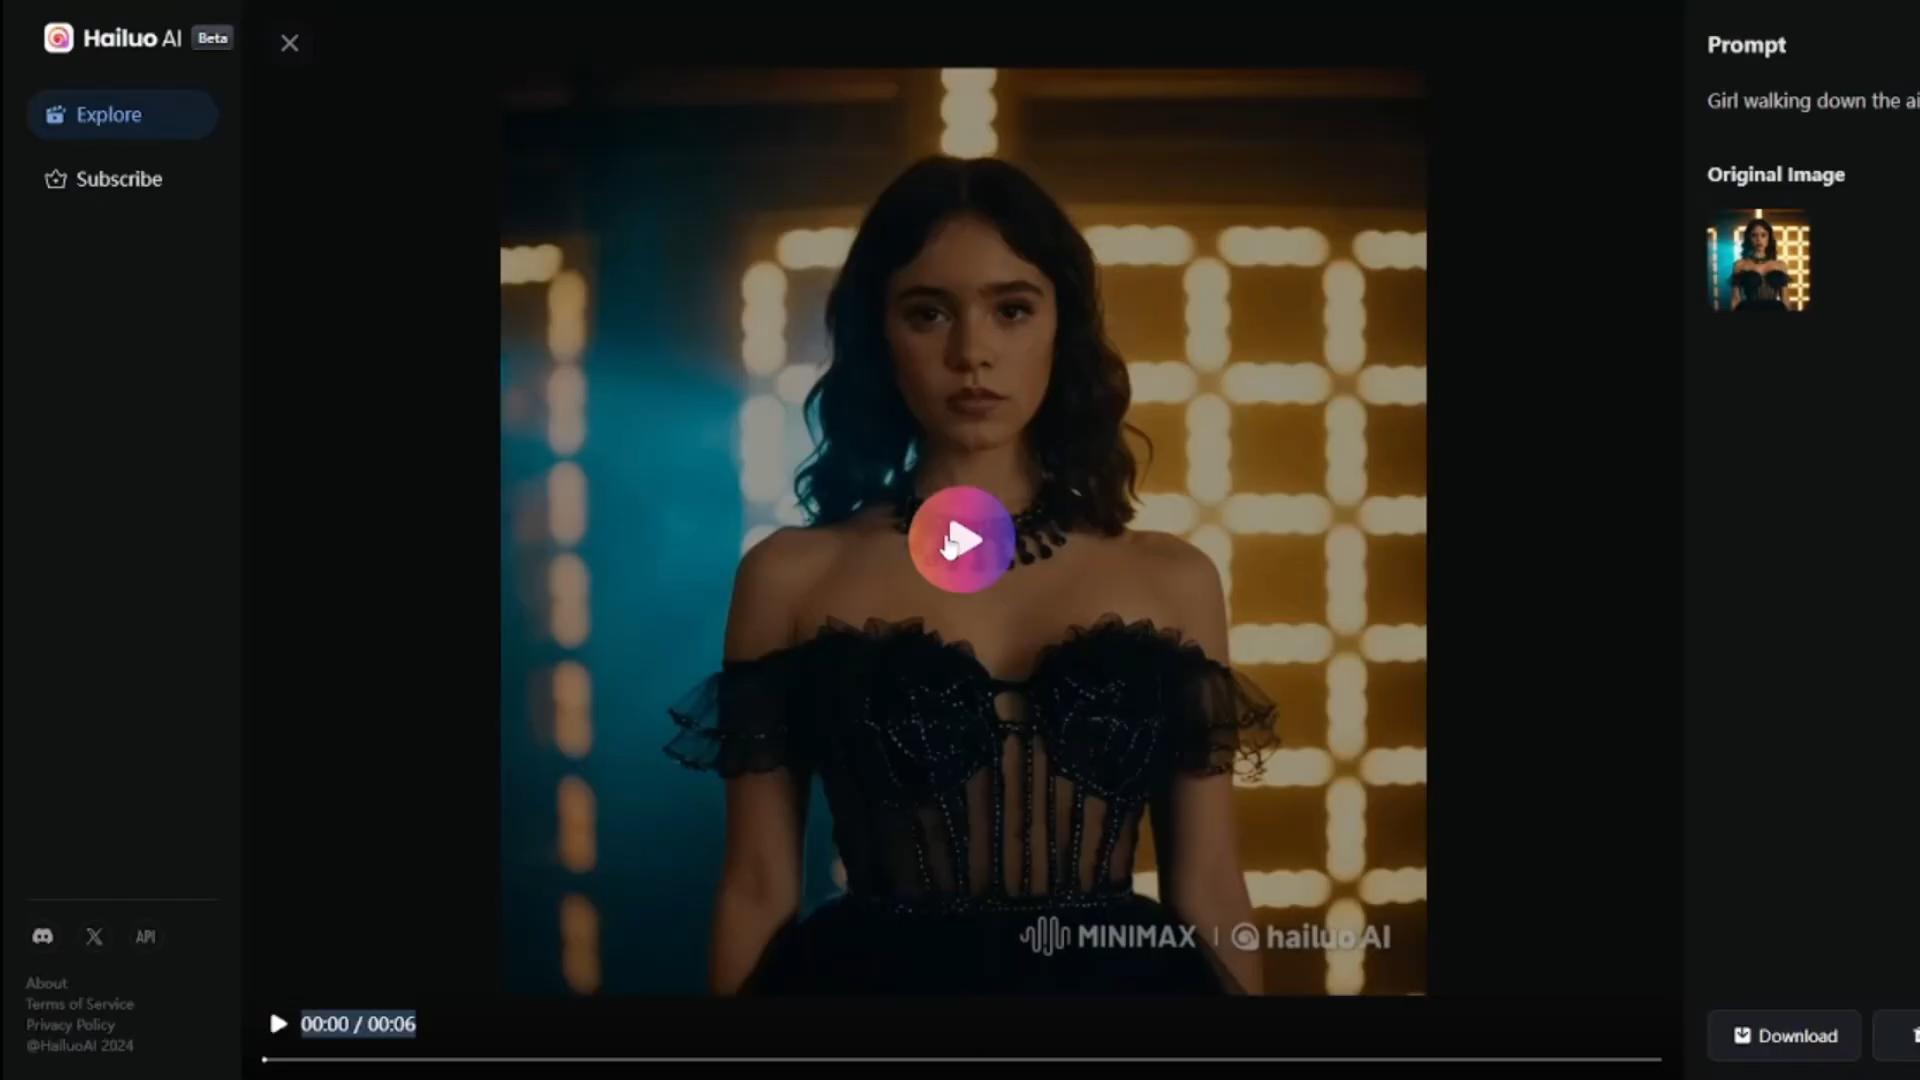 Hailuo AI Beta
Explore
Subscribe
API
About
Terms of Service
Privacy Policy
@HailuoAI 2024
MINIMAX | hailuo AI
00:00 / 00:06
Prompt
Girl walking down the
Original Image
Download